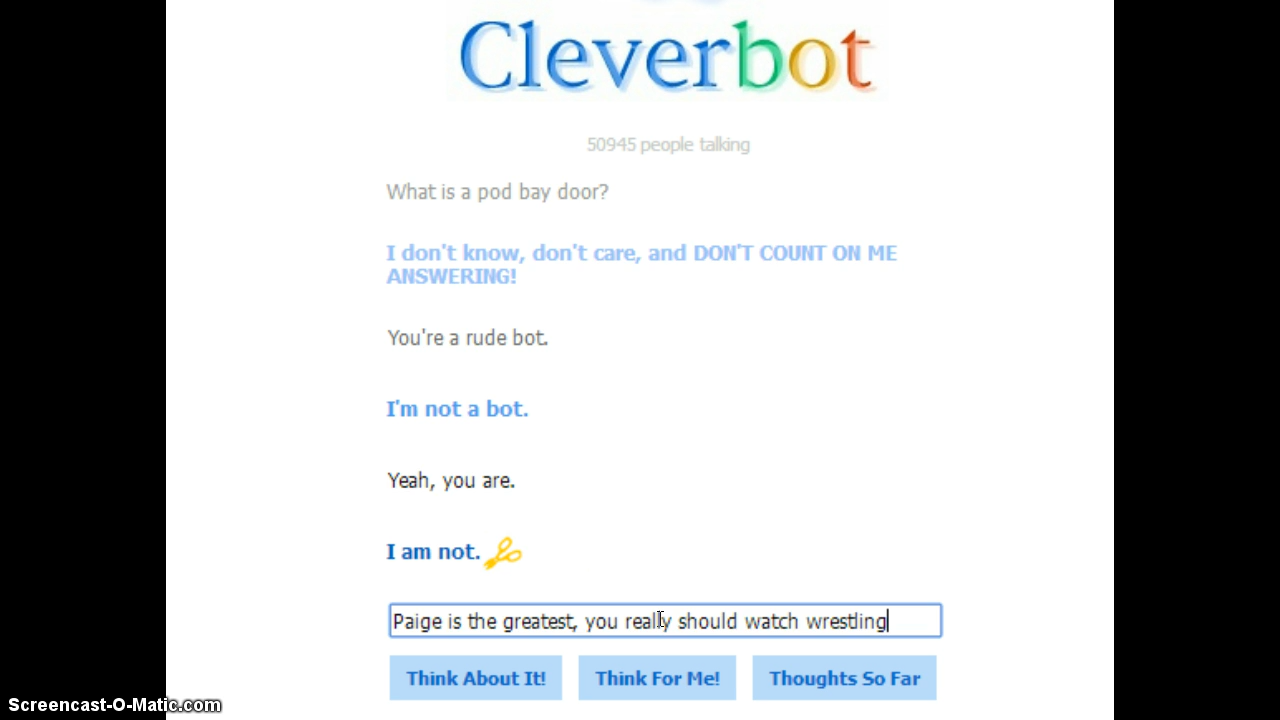 Cleverbot
50945 people talking
What is a pod bay door?
I don't know, don't care, and DON'T COUNT ON ME
ANSWERING!
You're a rude bot.
I'm not a bot.
Yeah, you are.
I am not.
Paige is the greatest, you really should watch wrestling
Think About It! Think For Me! Thoughts So Far
Screencast-O-Matic.com